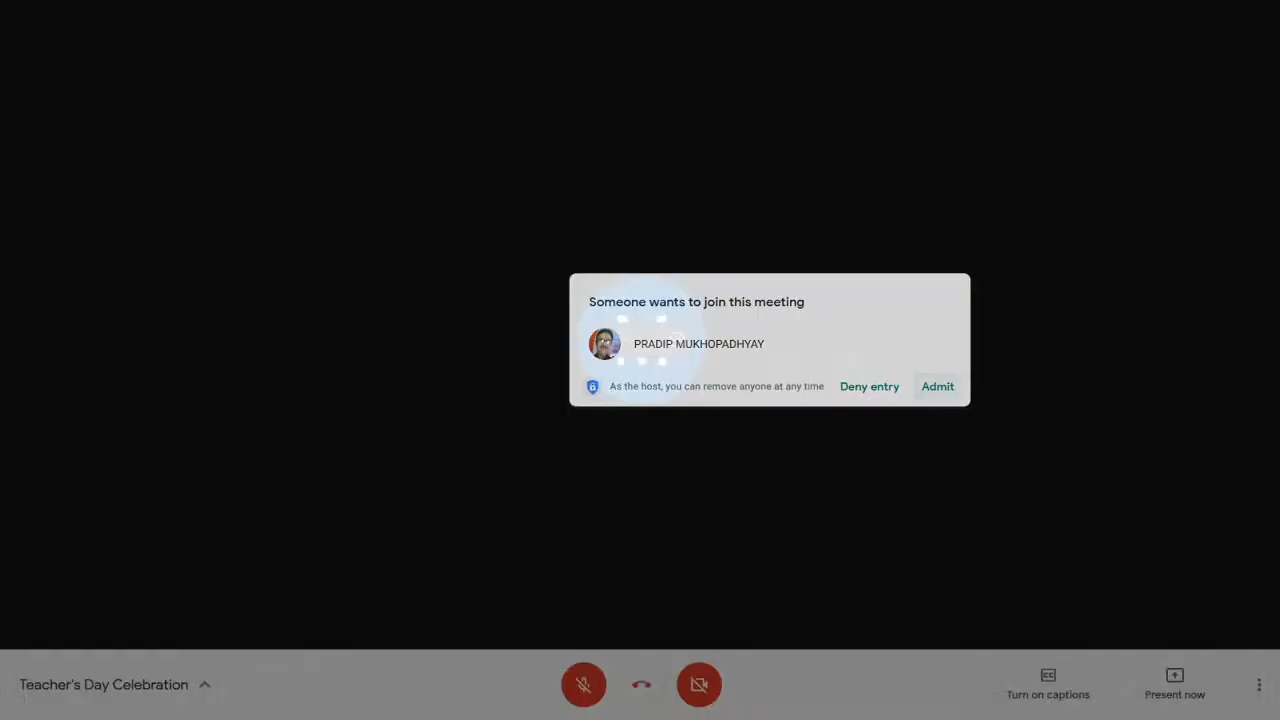 Someone wants to join this meeting
PRADIP MUKHOPADHYAY
As the host, you can remove anyone at any time
Deny entry
Admit
Teacher's Day Celebration
CC
Turn on captions
Present now